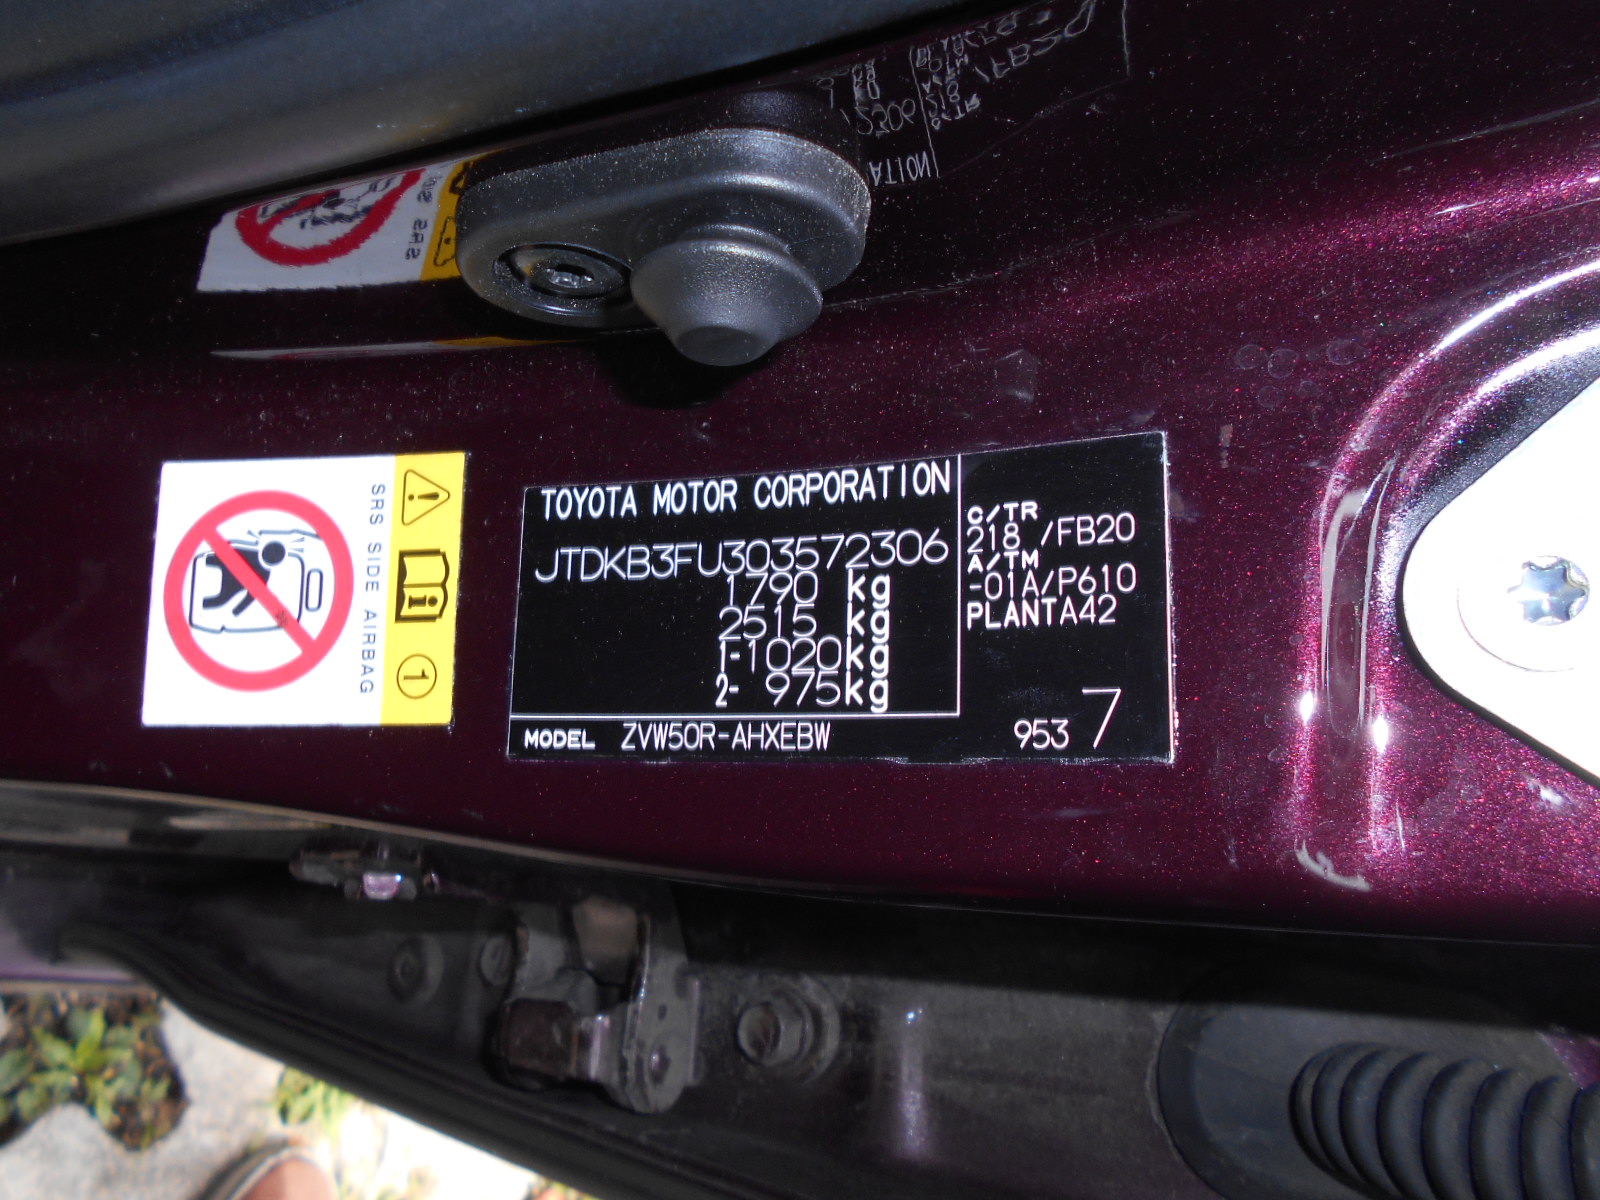 TOYOTA MOTOR CORPORATION
JTDKB3FU303572306
1790 kg
2515 kg
1-1020kg
2- 975kg
MODEL ZVW50R-AHXEBW
C/TR
218 /FB20
A/TM
-01A/P610
PLANTA42
953 7
SRS SIDE AIRBAG
1